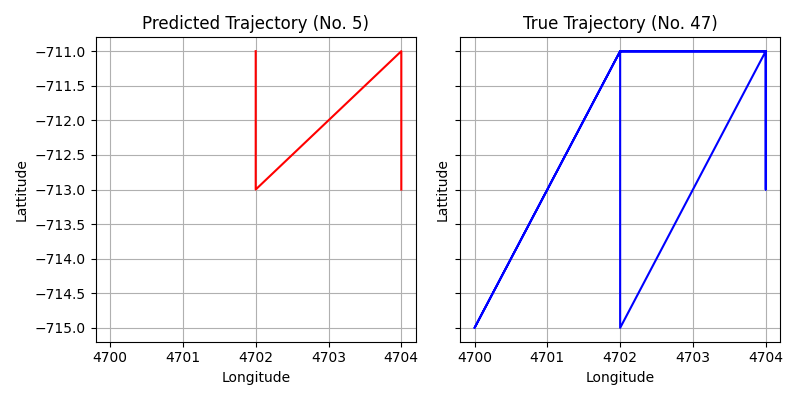 Predicted Trajectory (No. 5)
True Trajectory (No. 47)
Lattitude
−711.0
−711.5
−712.0
−712.5
−713.0
−713.5
−714.0
−714.5
−715.0
4700 4701 4702 4703 4704
Longitude
Lattitude
4700 4701 4702 4703 4704
Longitude